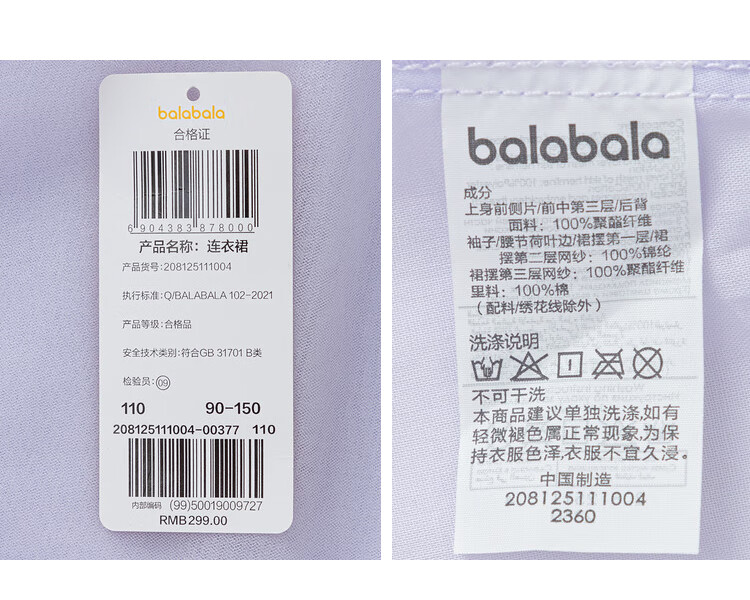 balabala
合格证
6904383878000
产品名称：连衣裙
产品货号:208125111004
执行标准:Q/BALABALA 102-2021
产品等级:合格品
安全技术类别:符合GB 31701 B类
检验员:09
110 90-150
208125111004-00377 110
内部编码 (99)50019009727
RMB299.00
balabala
成分
上身前侧片/前中第三层/后背
面料：100%聚酯纤维
袖子/腰节荷叶边/裙摆第一层/裙
摆第二层网纱：100%锦纶
裙摆第三层网纱：100%聚酯纤维
里料：100%棉
（配料/绣花线除外）
洗涤说明
不可干洗
本商品建议单独洗涤,如有
轻微褪色属正常现象,为保
持衣服色泽,衣服不宜久浸。
中国制造
208125111004
2360